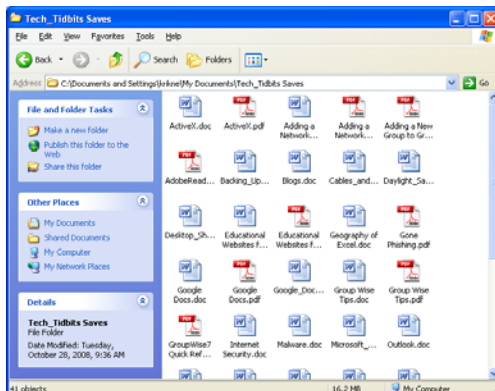 Tech_Tidbits Saves
File Edit View Favorites Tools Help
Back Search Folders
Address C:\Documents and Settings\kriknel\My Documents\Tech_Tidbits Saves Go
File and Folder Tasks
Make a new folder
Publish this folder to the
Web
Share this folder
Other Places
My Documents
Shared Documents
My Computer
My Network Places
Details
Tech_Tidbits Saves
File Folder
Date Modified: Tuesday,
October 28, 2008, 9:36 AM
ActiveX.doc ActiveX.pdf Adding a Adding a Adding a New
Network... Network... Group to Gr...
AdobeRead... Backing_Up... Blogs.doc Cables_and... Daylight_Sa...
Desktop_Sh... Educational Educational Geography of Gone
Websites f... Websites f... Excel.doc Phishing.pdf
Google Google Google_Doc... Group Wise Group Wise
Docs.doc Docs.pdf Tips.doc Tips.pdf
GroupWise7 Internet Malware.doc Microsoft_... Outlook.doc
Quick Ref ... Security.doc
41 objects 16.2 MB My Computer